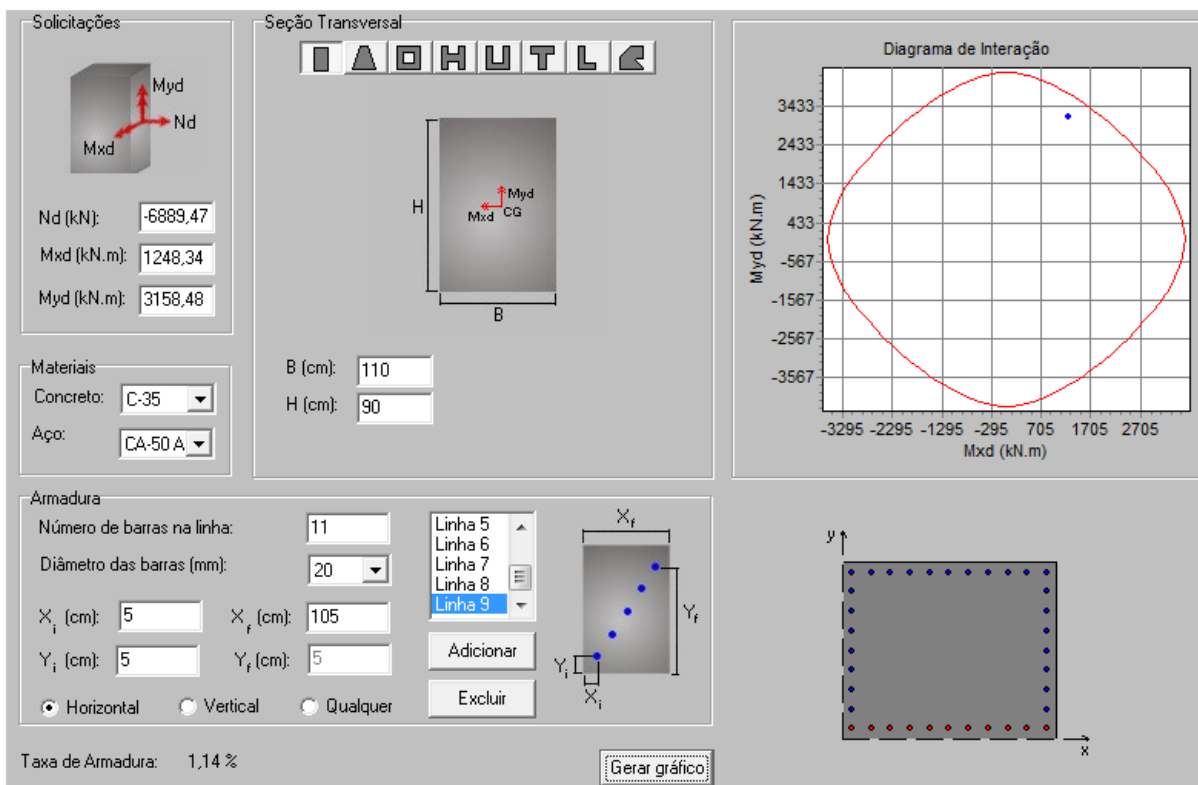 Solicitações
Myd
Nd
Mxd
Nd (kN): -6889,47
Mxd (kN.m): 1248,34
Myd (kN.m): 3158,48
Materiais
Concreto: C-35
Aço: CA-50 A
Seção Transversal
H
Myd
Mxd CG
B
B (cm): 110
H (cm): 90
Diagrama de Interação
Myd (kN.m)
3433
2433
1433
433
-567
-1567
-2567
-3567
-3295 -2295 -1295 -295 705 1705 2705
Mxd (kN.m)
Armadura
Número de barras na linha: 11
Diâmetro das barras (mm): 20
Xi (cm): 5 Xf (cm): 105
Yi (cm): 5 Yf (cm): 5
Horizontal Vertical Qualquer
Linha 5
Linha 6
Linha 7
Linha 8
Linha 9
Adicionar
Excluir
Xf
Yf
Yi
Xi
y
x
Taxa de Armadura: 1,14 %
Gerar gráfico